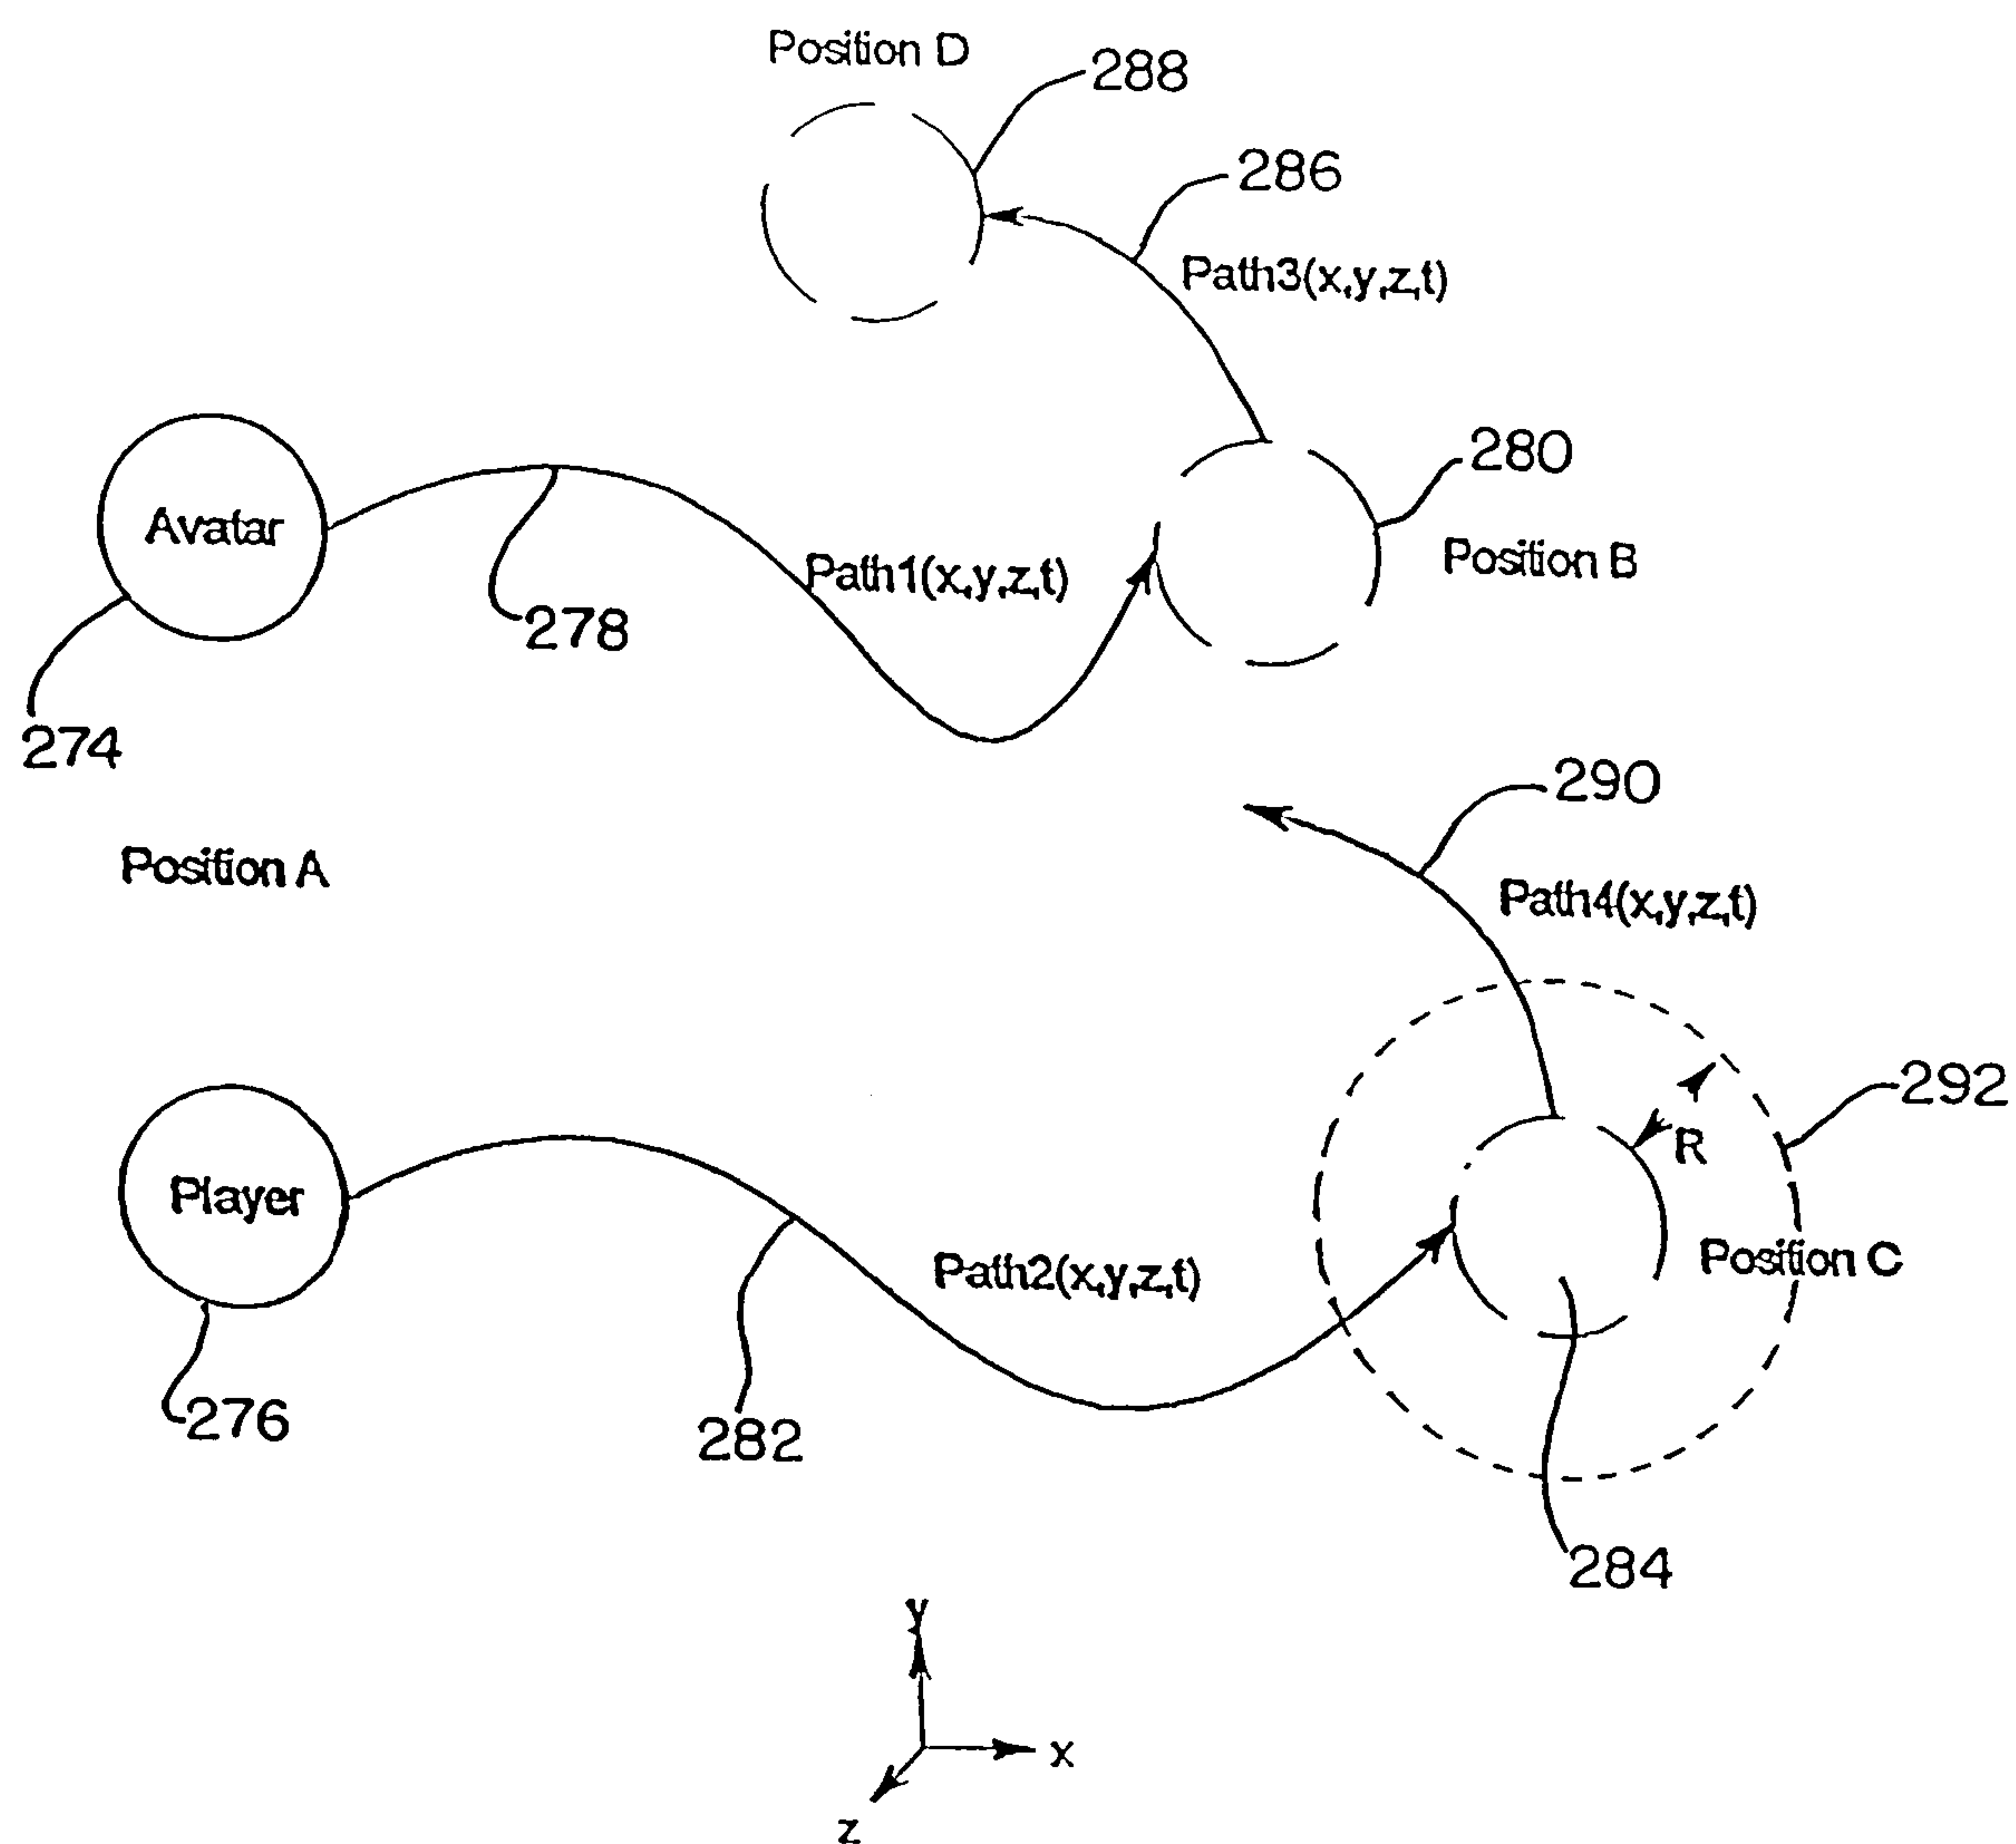 Position D
288
286
Path3(x,y,z,t)
280
Avatar
Path1(x,y,z,t)
Position B
278
274
290
Position A
Path4(x,y,z,t)
292
R
Player
Position C
Path2(x,y,z,t)
276
282
284
y
x
z